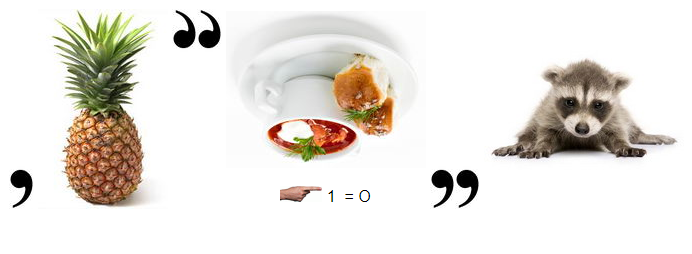 ,,
, 1 = О ,,